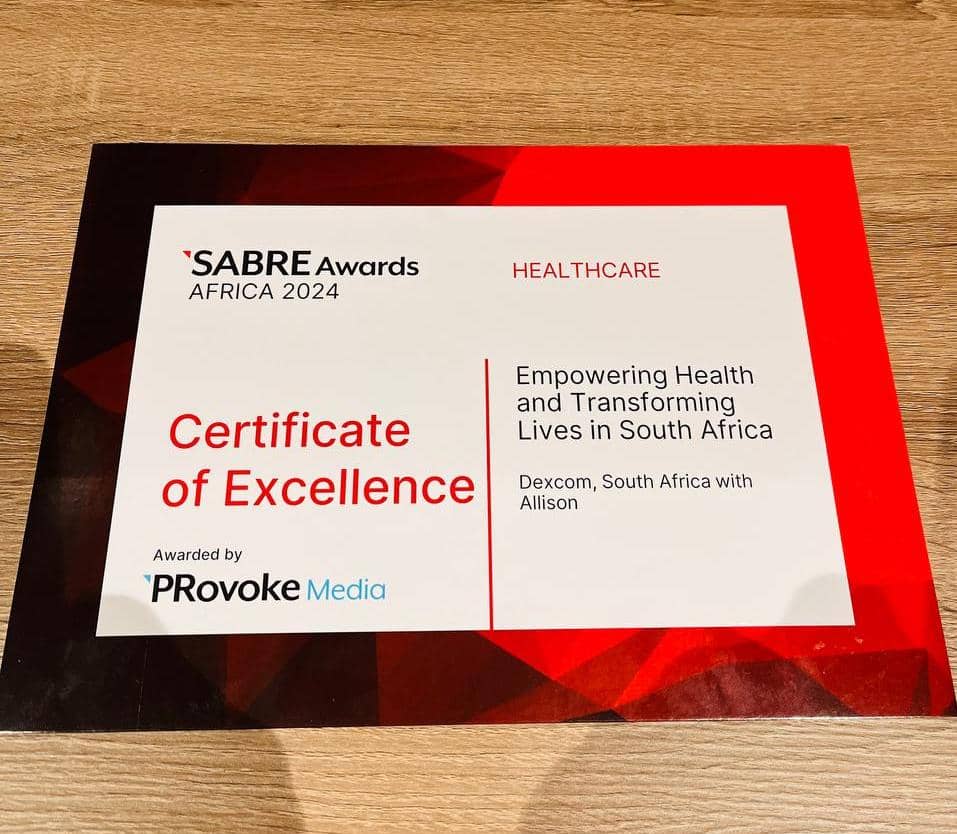 SABRE Awards
AFRICA 2024
HEALTHCARE
Certificate
of Excellence
Awarded by
PRovoke Media
Empowering Health
and Transforming
Lives in South Africa
Dexcom, South Africa with
Allison